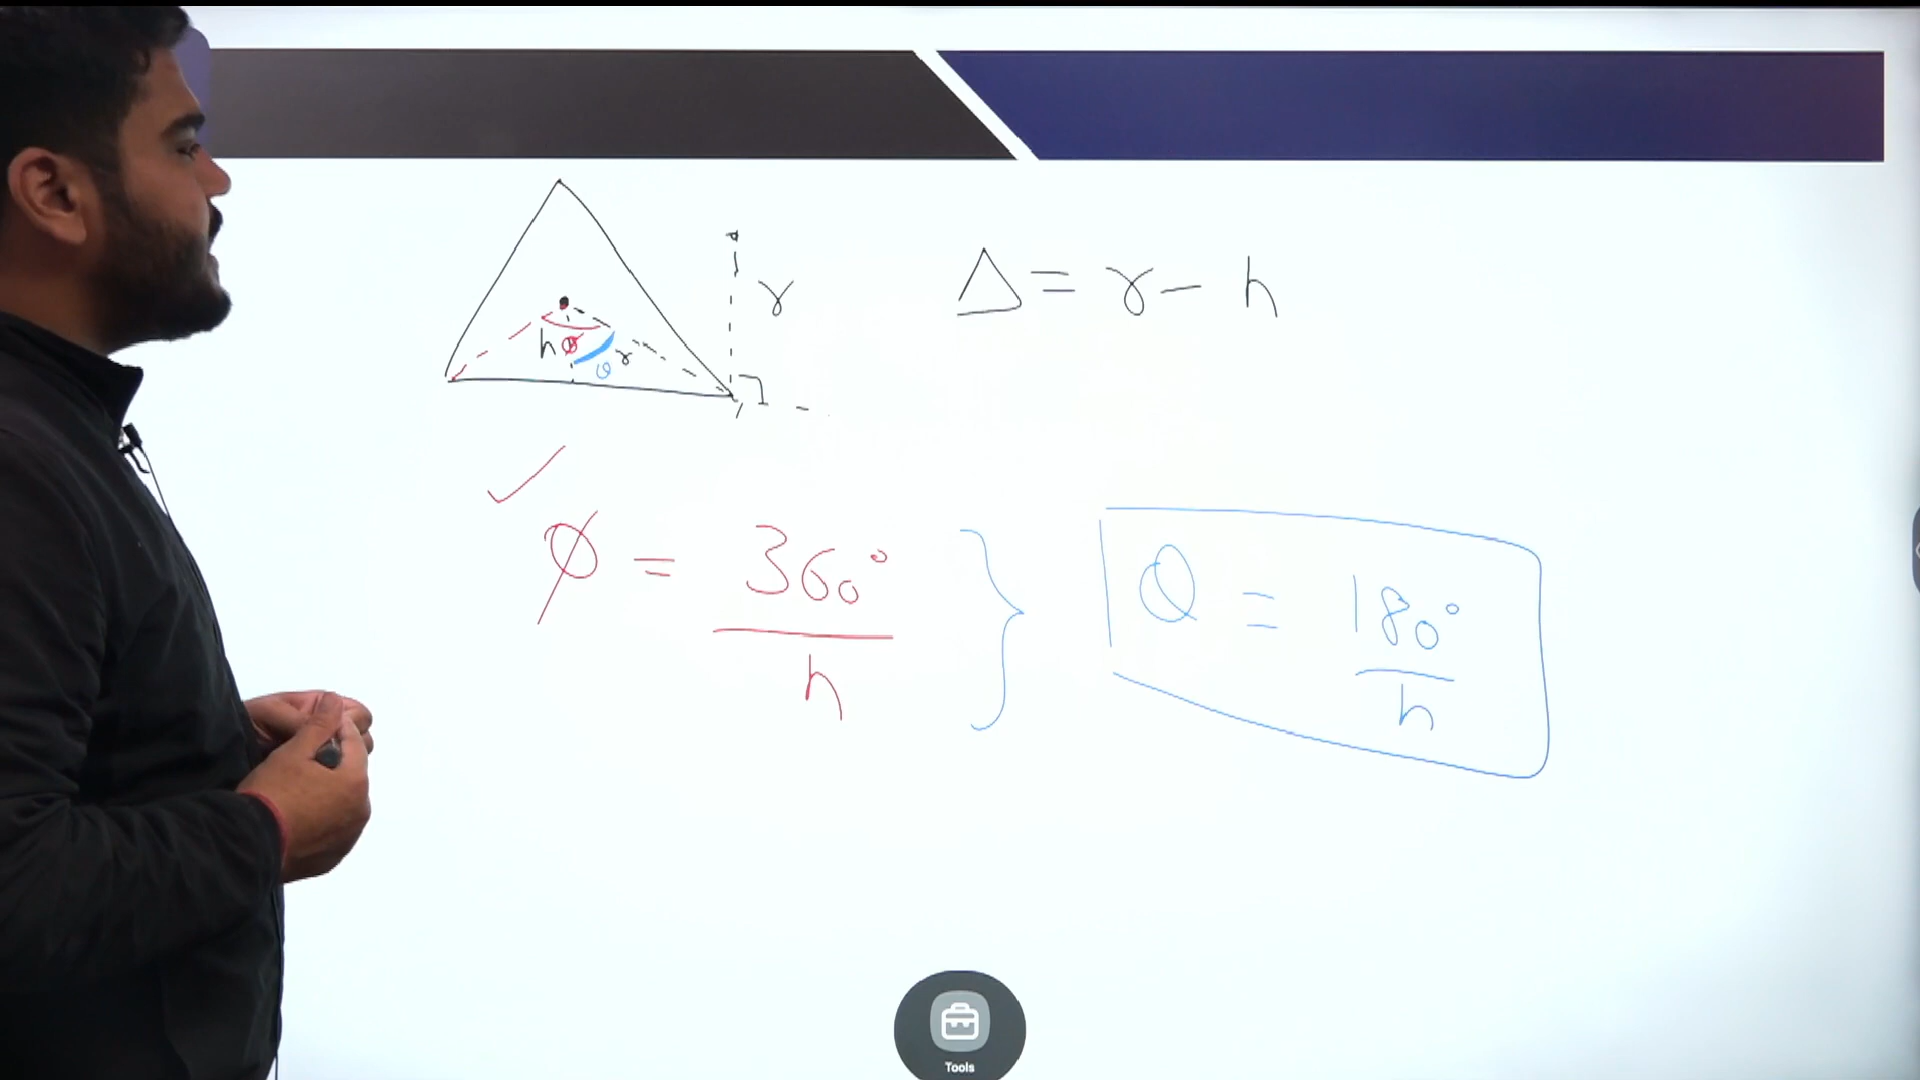 r
Δ = r - h
h φ r
θ
φ = 360° / n
θ = 180° / n
Tools